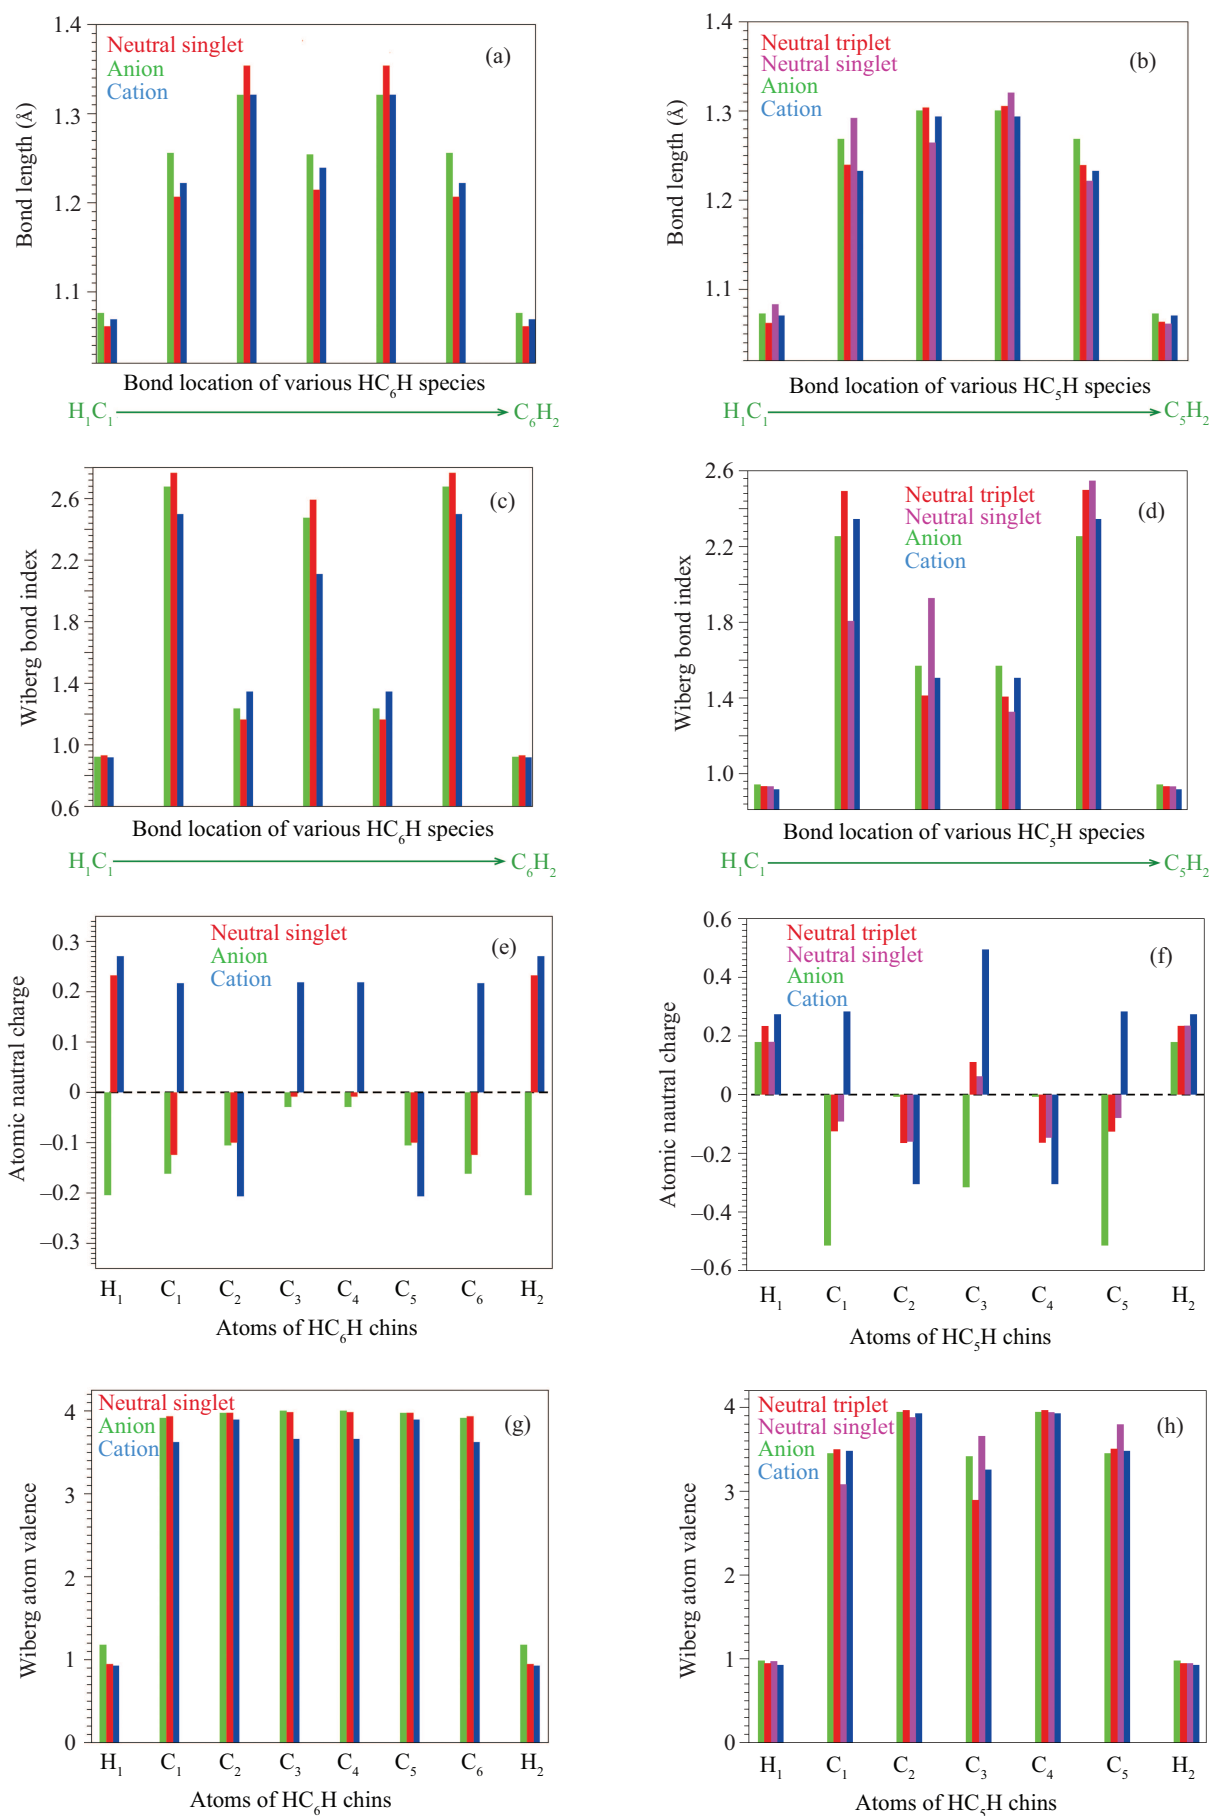 1.4
1.3
1.2
1.1
Bond length (Å)
Neutral singlet
Anion
Cation
(a)
Bond location of various HC₆H species
H₁C₁ C₆H₂
1.4
1.3
1.2
1.1
Bond length (Å)
Neutral triplet
Neutral singlet
Anion
Cation
(b)
Bond location of various HC₅H species
H₁C₁ C₅H₂
2.6
2.2
1.8
1.4
1.0
0.6
Wiberg bond index
(c)
Bond location of various HC₆H species
H₁C₁ C₆H₂
2.6
2.2
1.8
1.4
1.0
Wiberg bond index
Neutral triplet
Neutral singlet
Anion
Cation
(d)
Bond location of various HC₅H species
H₁C₁ C₅H₂
0.3
0.2
0.1
0
–0.1
–0.2
–0.3
Atomic nautral charge
Neutral singlet
Anion
Cation
(e)
H₁ C₁ C₂ C₃ C₄ C₅ C₆ H₂
Atoms of HC₆H chins
0.6
0.4
0.2
0
–0.2
–0.4
–0.6
Atomic nautral charge
Neutral triplet
Neutral singlet
Anion
Cation
(f)
H₁ C₁ C₂ C₃ C₄ C₅ H₂
Atoms of HC₅H chins
4
3
2
1
0
Wiberg atom valence
Neutral singlet
Anion
Cation
(g)
H₁ C₁ C₂ C₃ C₄ C₅ C₆ H₂
Atoms of HC₆H chins
4
3
2
1
0
Wiberg atom valence
Neutral triplet
Neutral singlet
Anion
Cation
(h)
H₁ C₁ C₂ C₃ C₄ C₅ H₂
Atoms of HC₅H chins